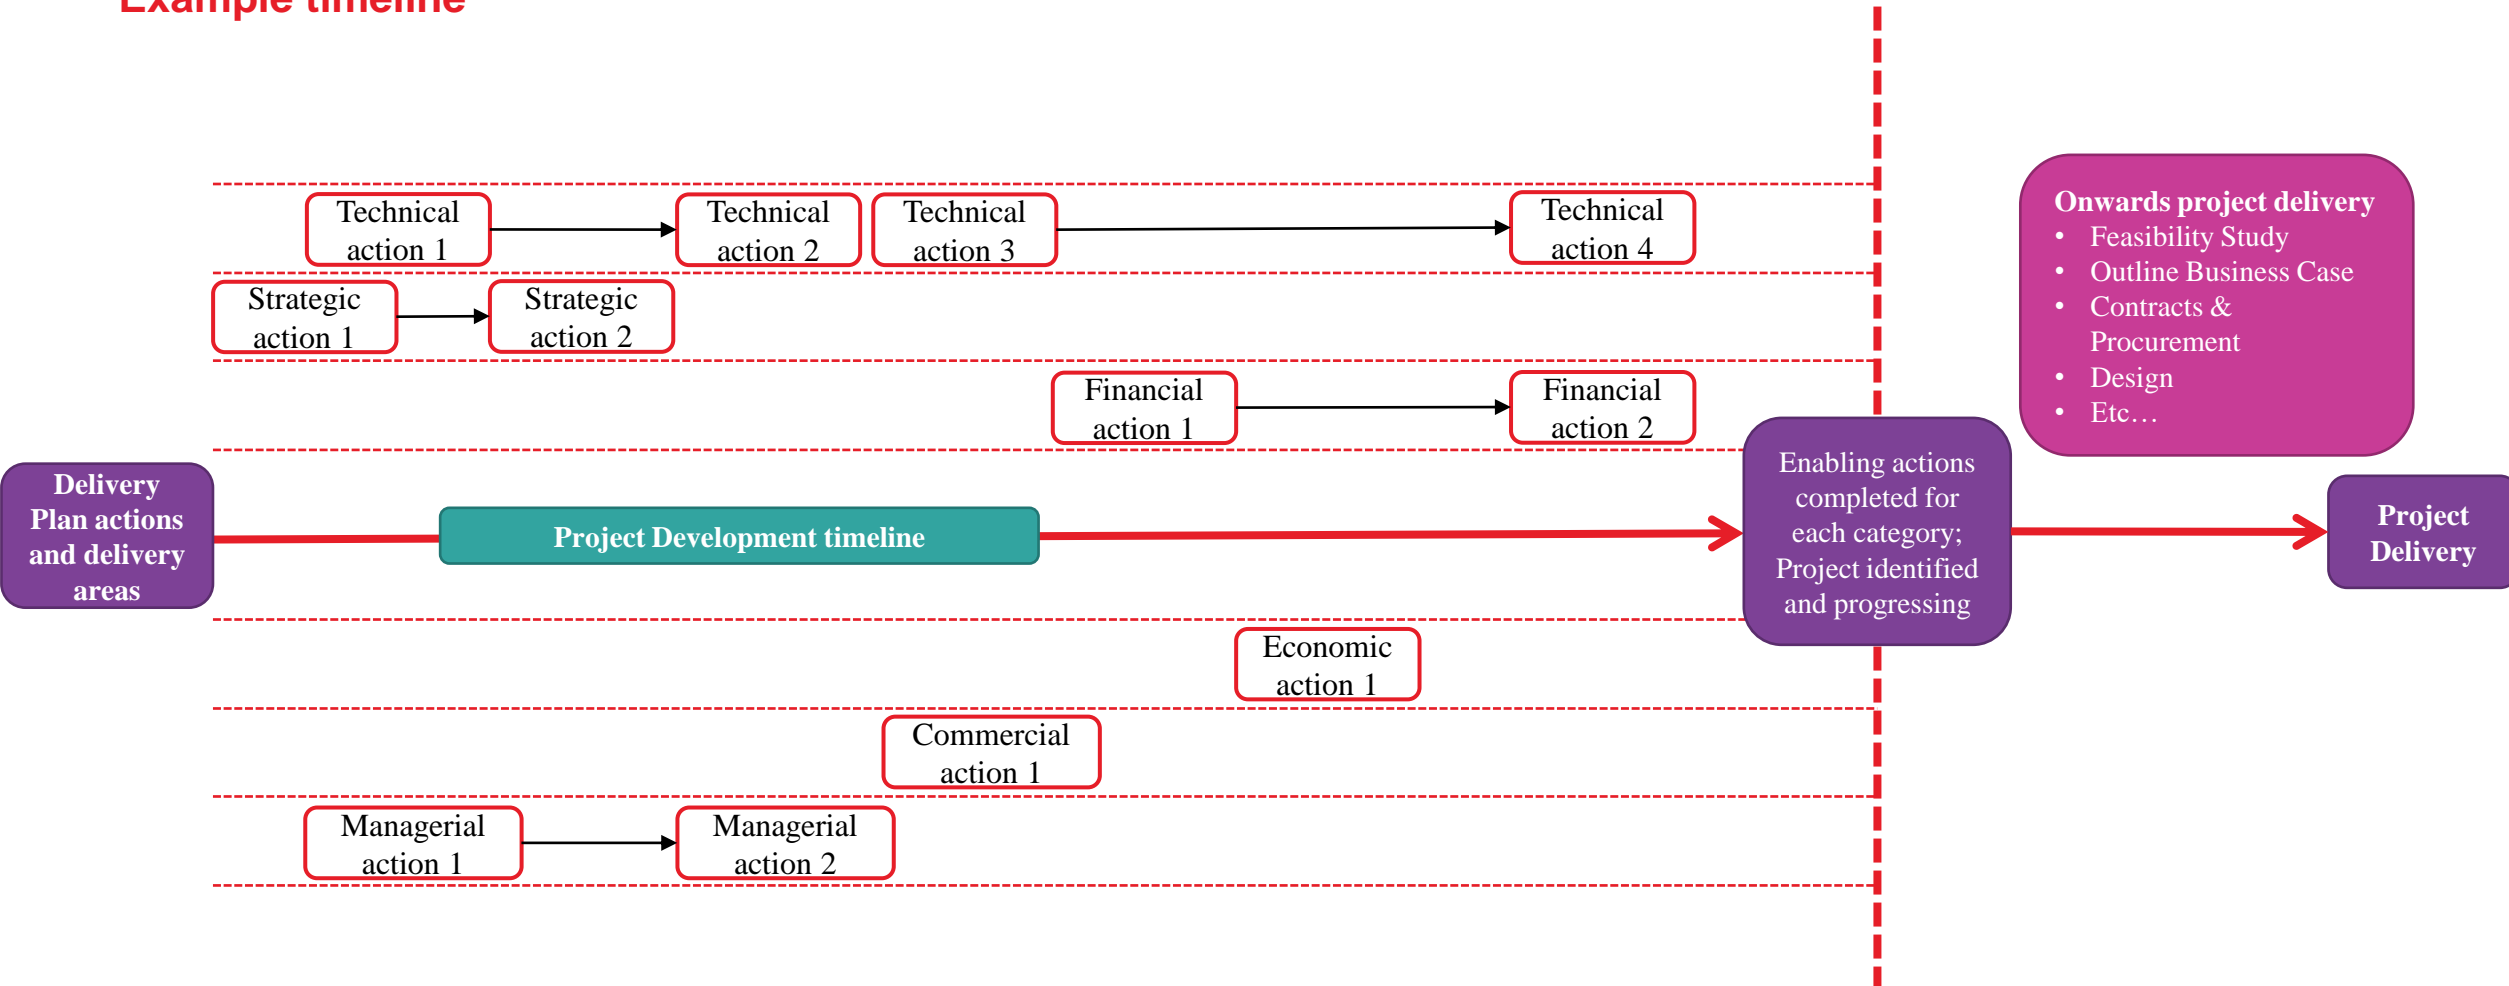 Example timeline
Technical
action 1
Technical
action 2
Technical
action 3
Technical
action 4
Strategic
action 1
Strategic
action 2
Financial
action 1
Financial
action 2
Delivery
Plan actions
and delivery
areas
Project Development timeline
Enabling actions
completed for
each category;
Project identified
and progressing
Onwards project delivery
• Feasibility Study
• Outline Business Case
• Contracts &
Procurement
• Design
• Etc…
Project
Delivery
Economic
action 1
Commercial
action 1
Managerial
action 1
Managerial
action 2